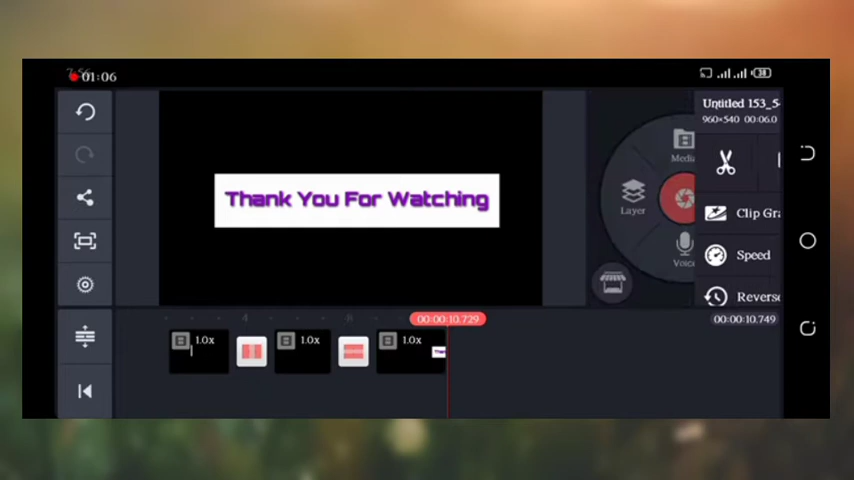 01:06
38
Untitled 153_5
960×540 00:06.0
Media
Thank You For Watching
Layer
Clip Gra
Voice
Speed
Reverse
00:00:10.729
00:00:10.749
1.0x
1.0x
1.0x